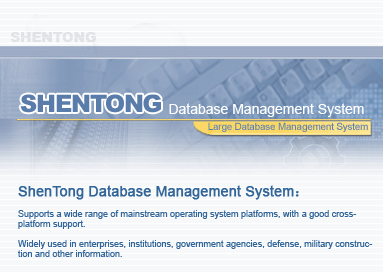 SHENTONG
SHENTONG Database Management System
Large Database Management System
ShenTong Database Management System:
Supports a wide range of mainstream operating system platforms, with a good cross-
platform support.
Widely used in enterprises, institutions, government agencies, defense, military construc-
tion and other information.